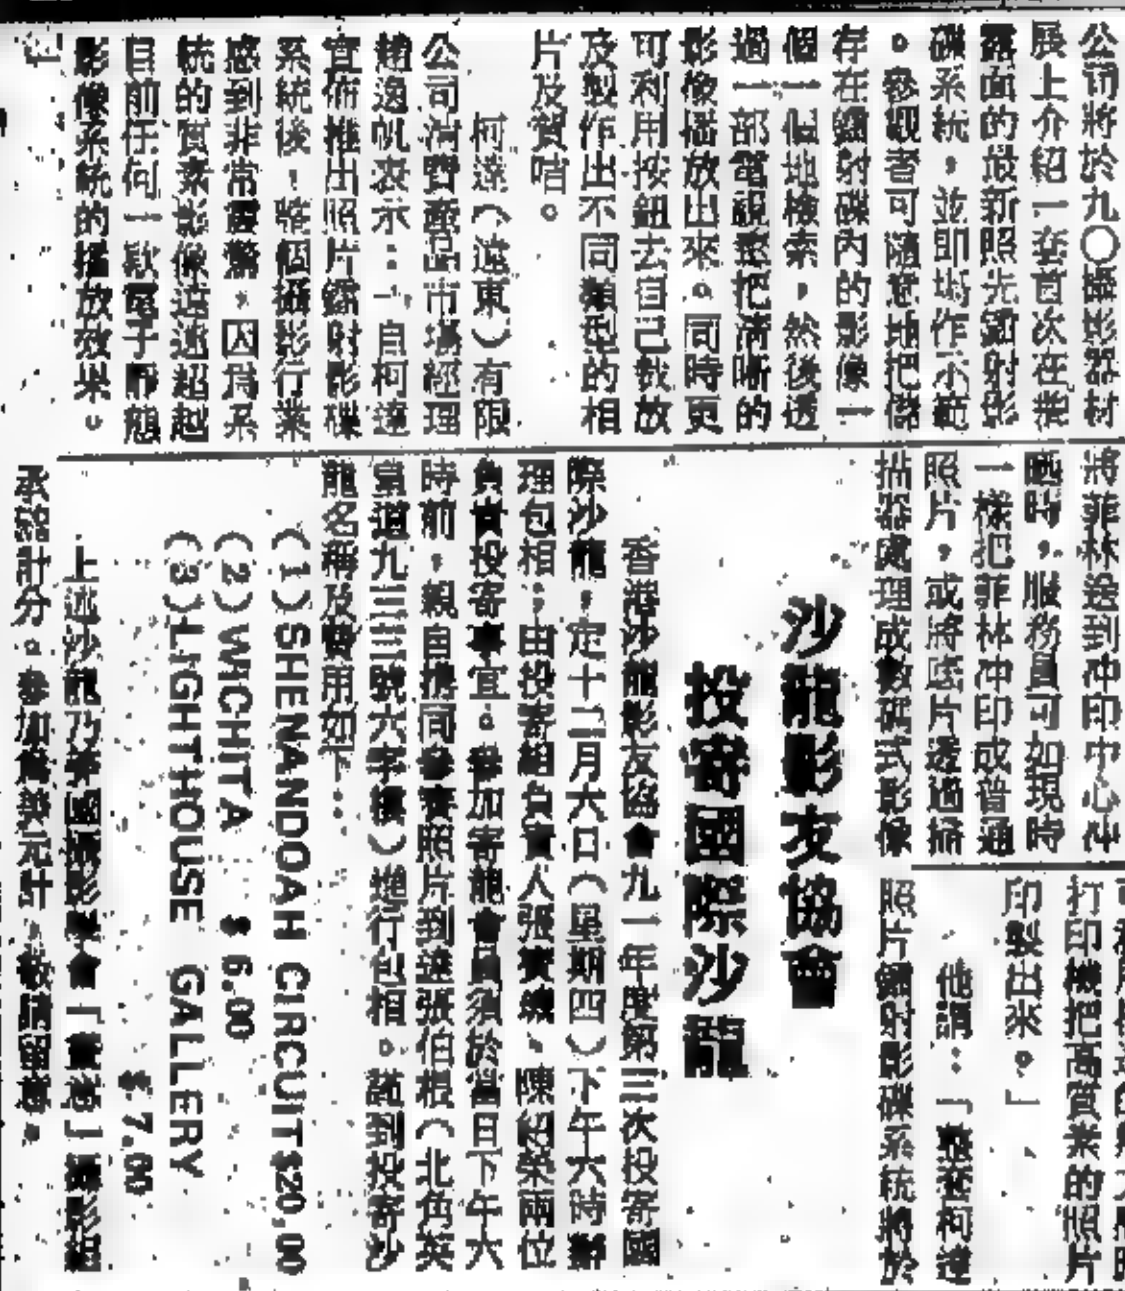 公司將於九〇攝影器材
展上介紹一套首次在港
露面的最新照片鐳射影
碟系統，並即場作示範
。參觀者可隨意地把儲
存在鐳射碟內的影像一
個一個地檢索，然後透
過一部電視機把清晰的
影像播放出來。同時更
可利用按鈕去自己數放
及製作出不同類型的相
片及賀咭。
柯達（遠東）有限
公司消費產品市場經理
趙逸帆表示：「自柯達
宣佈推出照片鐳射影碟
系統後，整個攝影行業
感到非常震驚，因為系
統的質素影像遠遠超越
目前任何一款電子靜態
影像系統的播放效果。
將菲林送到冲印中心冲
晒時，服務員可如現時
一樣把菲林冲印成普通
照片，或將底片透過掃
描器處理成數碼式影像
打印機把高質素的照片
印製出來。」
他謂：「整套柯達
照片鐳射影碟系統將於
沙龍影友協會
投寄國際沙龍
香港沙龍影友協會九一年度第三次投寄國
際沙龍，定十二月六日（星期四）下午六時辦
理包相；由投寄組負責人張寶 、陳紹榮兩位
負責投寄事宜。參加寄龍會員須於當日下午六
時前，親自攜同參賽照片到達張伯根（北角英
皇道九三三號六字樓）進行包相。該到投寄沙
龍名稱及費用如下：
(1)SHENANDOAH CIRCUIT $20.00
(2)WICHITA $6.00
(3)LIGHTHOUSE GALLERY
$7.00
上述沙龍乃美國攝影學會「 」攝影組
承認計分。參加 ，敬請留意。